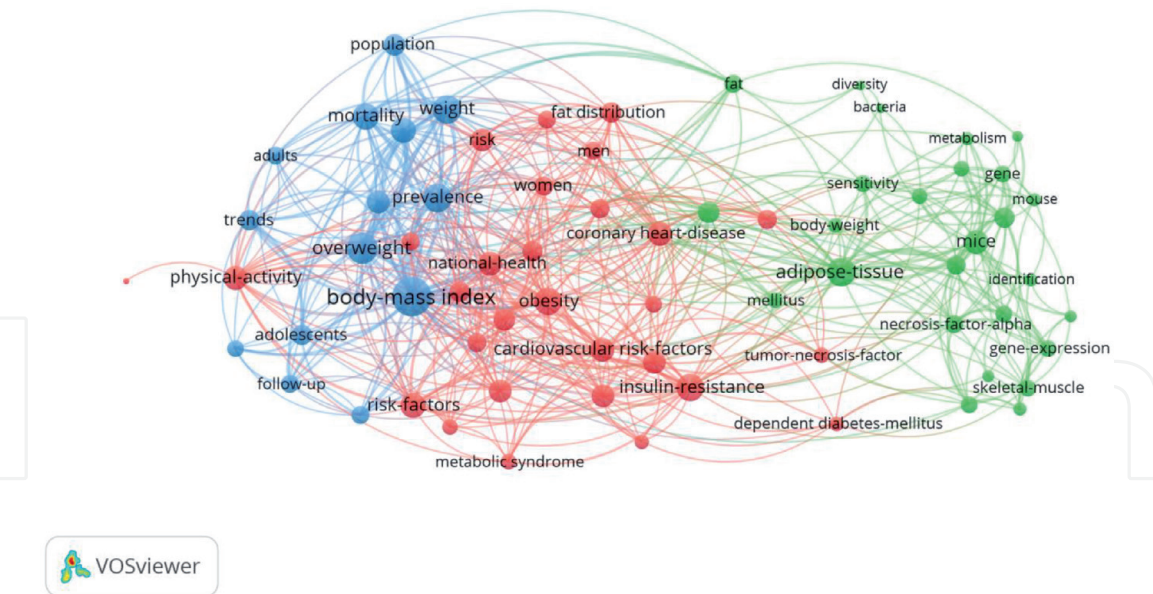 population
fat
diversity
bacteria
weight
mortality
fat distribution
risk
metabolism
men
adults
gene
women
sensitivity
prevalence
mouse
trends
body-weight
coronary heart-disease
mice
overweight
national-health
physical-activity
adipose-tissue
identification
body-mass index
obesity
mellitus
necrosis-factor-alpha
adolescents
cardiovascular risk-factors
gene-expression
tumor-necrosis-factor
follow-up
insulin-resistance
skeletal-muscle
risk-factors
dependent diabetes-mellitus
metabolic syndrome
VOSviewer